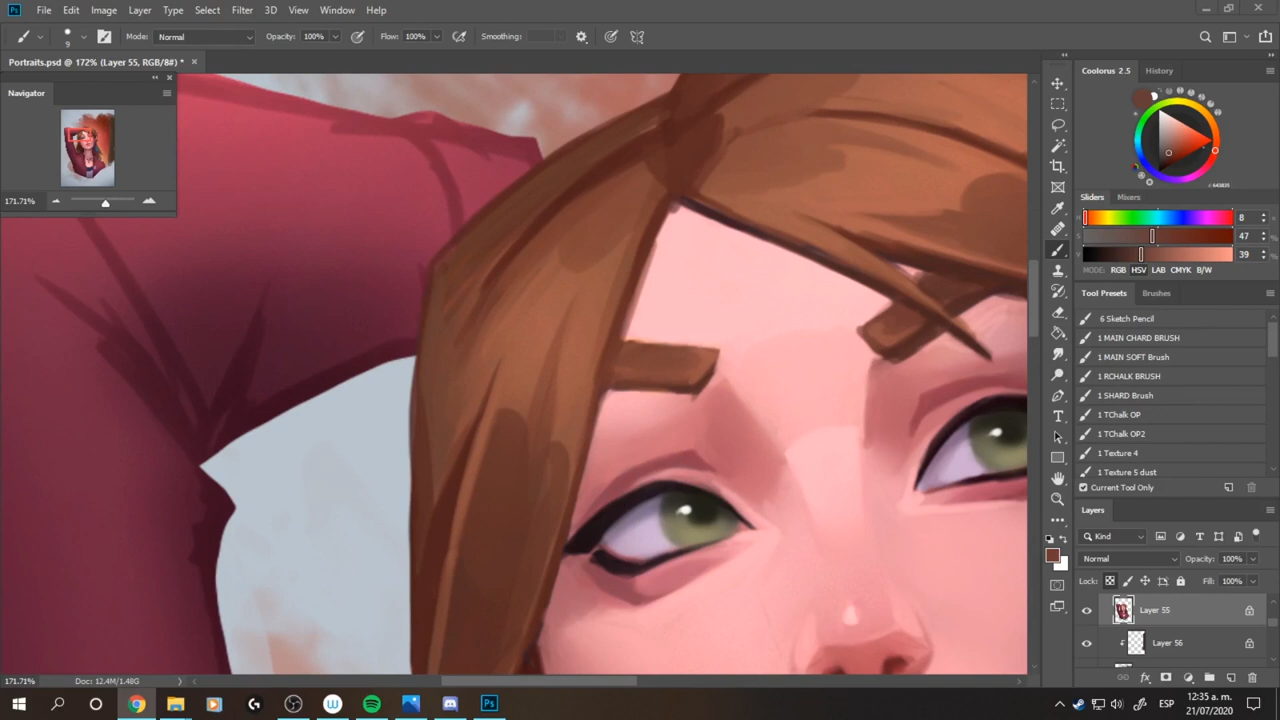 Ps File Edit Image Layer Type Select Filter 3D View Window Help
9 Mode: Normal Opacity: 100% Flow: 100% Smoothing:
Portraits.psd @ 172% (Layer 55, RGB/8#) *
Navigator
171.71%
Coolorus 2.5 History
Sliders Mixers
H 8
S 47 %
V 39 %
MODE: RGB HSV LAB CMYK B/W
Tool Presets Brushes
6 Sketch Pencil
1 MAIN CHARD BRUSH
1 MAIN SOFT Brush
1 RCHALK BRUSH
1 SHARD Brush
1 TChalk OP
1 TChalk OP2
1 Texture 4
1 Texture 5 dust
Current Tool Only
Layers
Kind
Normal Opacity: 100%
Lock: Fill: 100%
Layer 55
Layer 56
171.71% Doc: 12.4M/1.48G
ESP 12:35 a. m.
21/07/2020